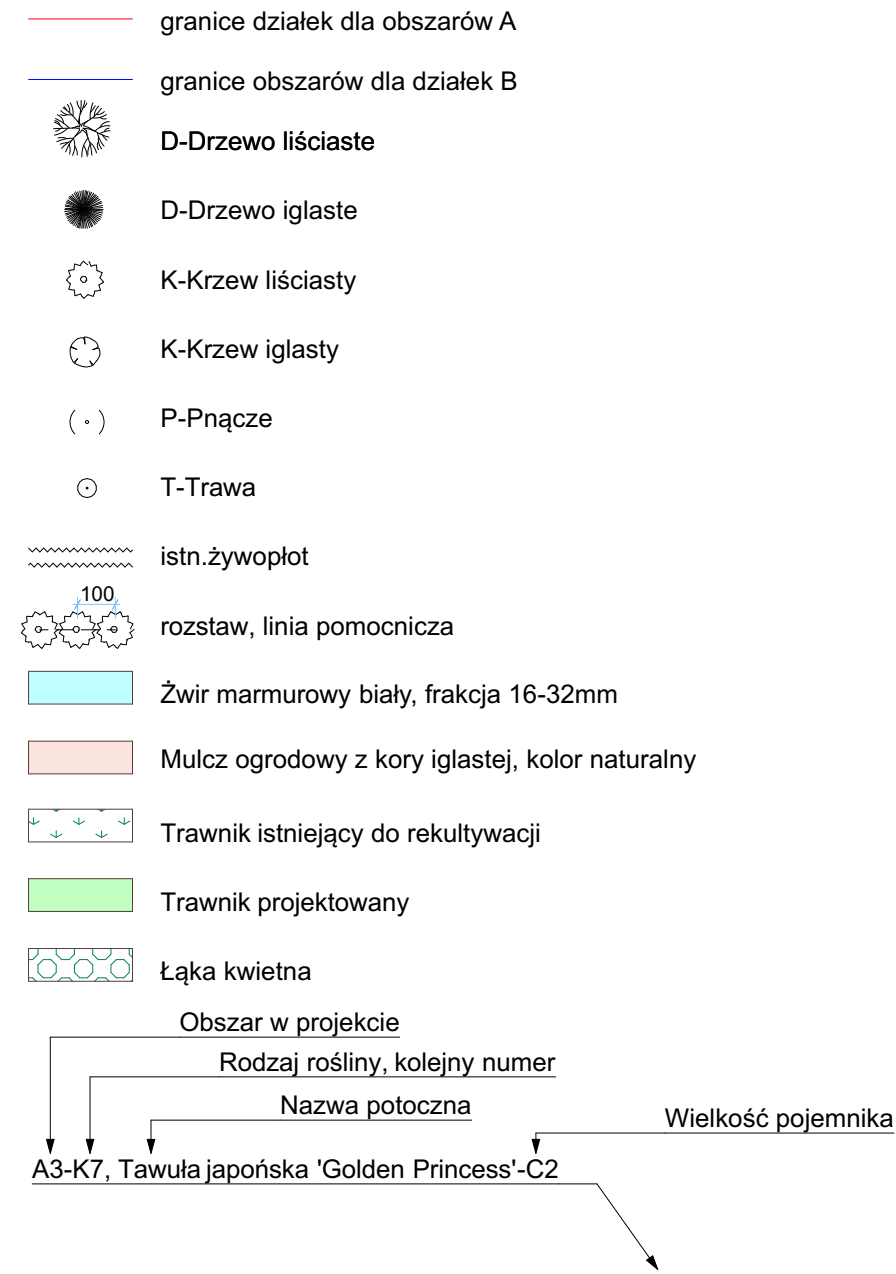 granice działek dla obszarów A
granice obszarów dla działek B
D-Drzewo liściaste
D-Drzewo iglaste
K-Krzew liściasty
K-Krzew iglasty
P-Pnącze
T-Trawa
istn.żywopłot
100
rozstaw, linia pomocnicza
Żwir marmurowy biały, frakcja 16-32mm
Mulcz ogrodowy z kory iglastej, kolor naturalny
Trawnik istniejący do rekultywacji
Trawnik projektowany
Łąka kwietna
Obszar w projekcie
Rodzaj rośliny, kolejny numer
Nazwa potoczna
Wielkość pojemnika
A3-K7, Tawuła japońska 'Golden Princess'-C2